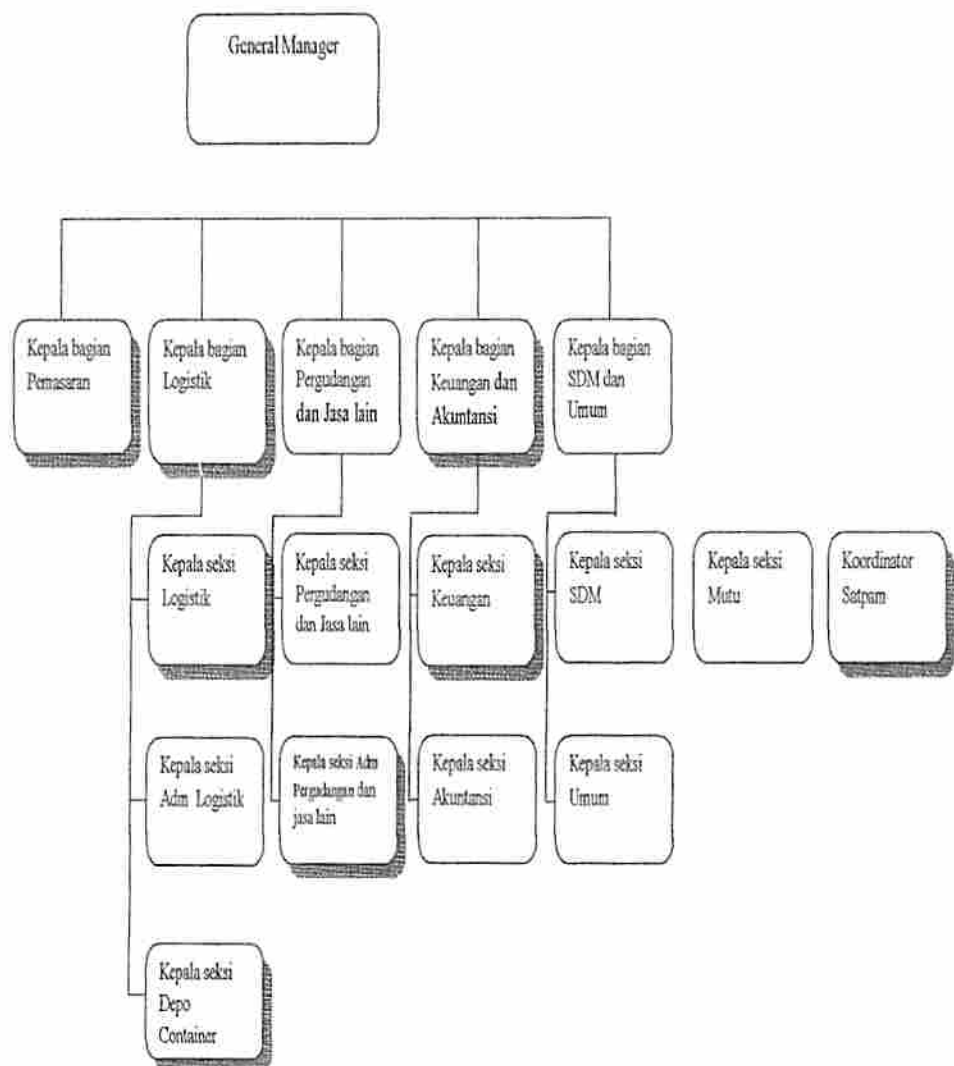 General Manager
Kepala bagian
Pemasaran
Kepala bagian
Logistik
Kepala bagian
Pergudangan
dan Jasa lain
Kepala bagian
Keuangan dan
Akuntansi
Kepala bagian
SDM dan
Umum
Kepala seksi
Logistik
Kepala seksi
Pergudangan
dan Jasa lain
Kepala seksi
Keuangan
Kepala seksi
SDM
Kepala seksi
Mutu
Koordinator
Satpam
Kepala seksi
Adm Logistik
Kepala seksi Adm
Pergudangan dan
jasa lain
Kepala seksi
Akuntansi
Kepala seksi
Umum
Kepala seksi
Depo
Container